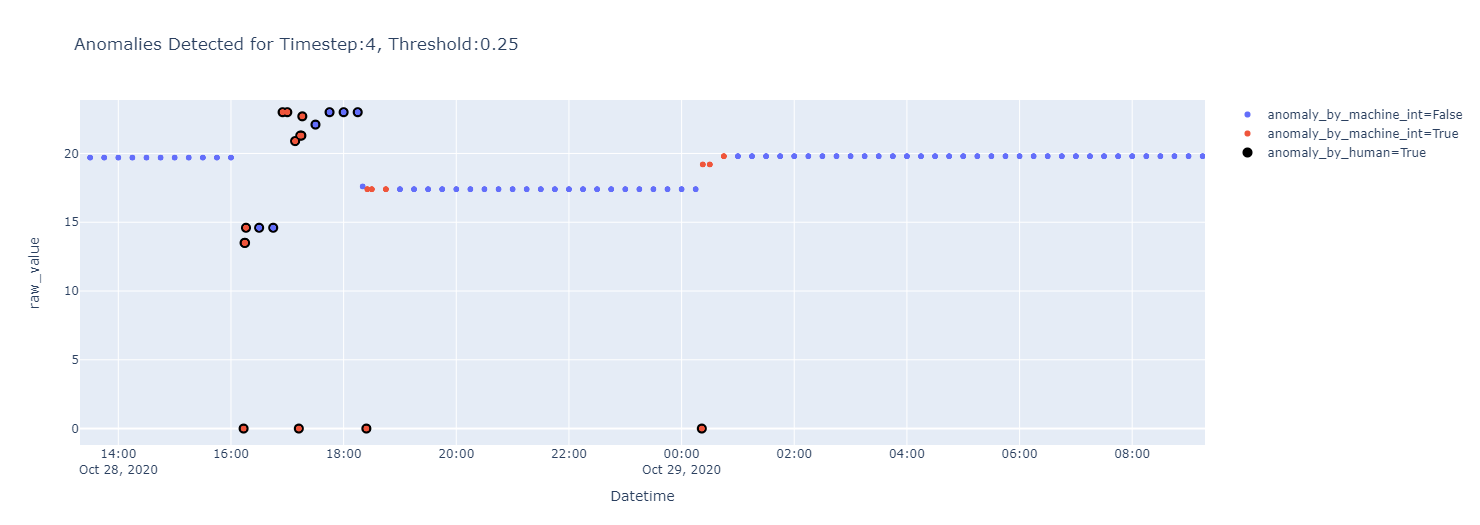 Anomalies Detected for Timestep:4, Threshold:0.25
anomaly_by_machine_int=False
anomaly_by_machine_int=True
anomaly_by_human=True
raw_value
20
15
10
5
0
14:00 16:00 18:00 20:00 22:00 00:00 02:00 04:00 06:00 08:00
Oct 28, 2020 Oct 29, 2020
Datetime